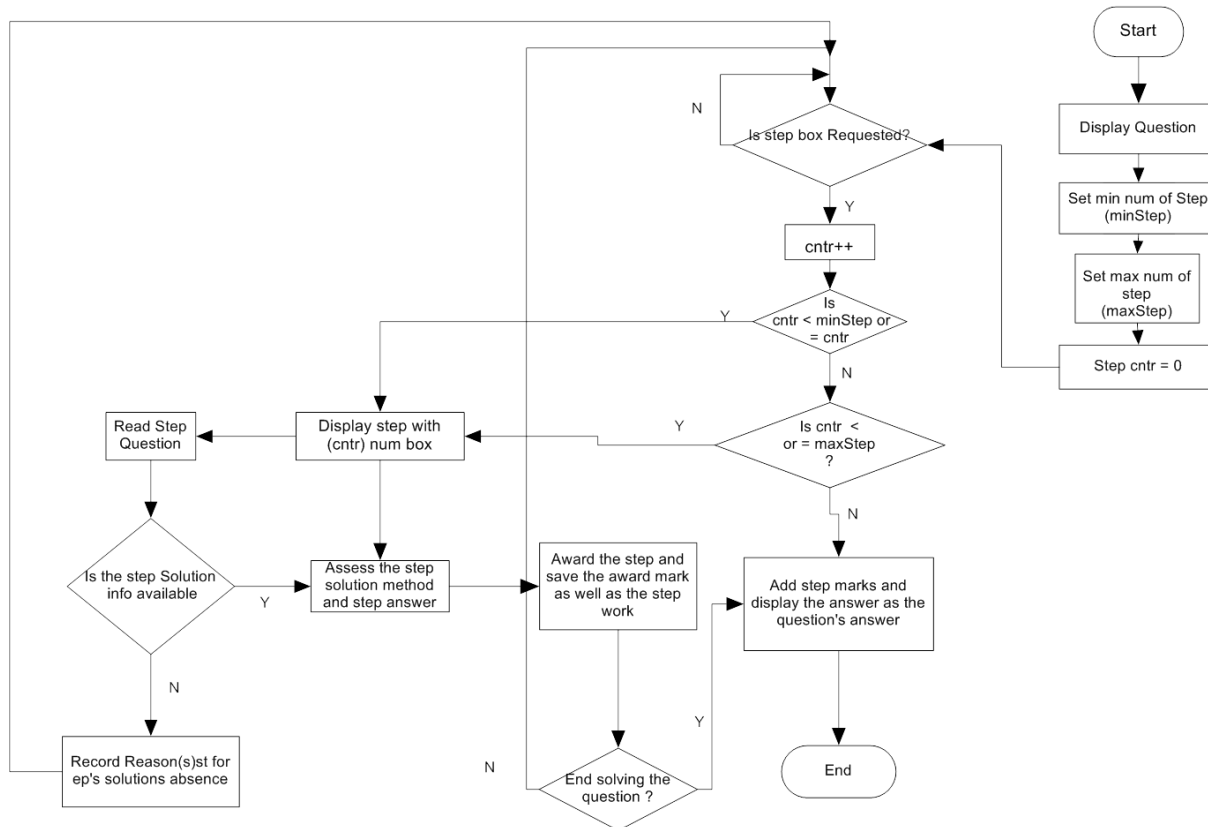 Start
Display Question
Set min num of Step
(minStep)
Set max num of
step
(maxStep)
Step cntr = 0
N
Is step box Requested?
Y
cntr++
Is
cntr < minStep or
= cntr
Y
N
Is cntr <
or = maxStep
?
Y
N
Display step with
(cntr) num box
Read Step
Question
Is the step Solution
info available
Y
N
Record Reason(s)st for
ep's solutions absence
Assess the step
solution method
and step answer
Award the step and
save the award mark
as well as the step
work
End solving the
question ?
N
Y
Add step marks and
display the answer as the
question's answer
End